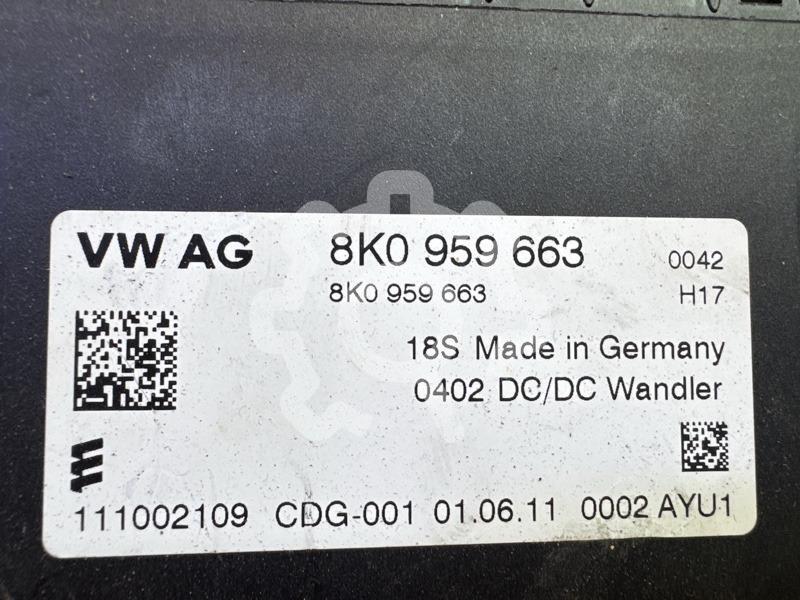 VW AG 8K0 959 663 0042
8K0 959 663 H17
18S Made in Germany
0402 DC/DC Wandler
111002109 CDG-001 01.06.11 0002 AYU1